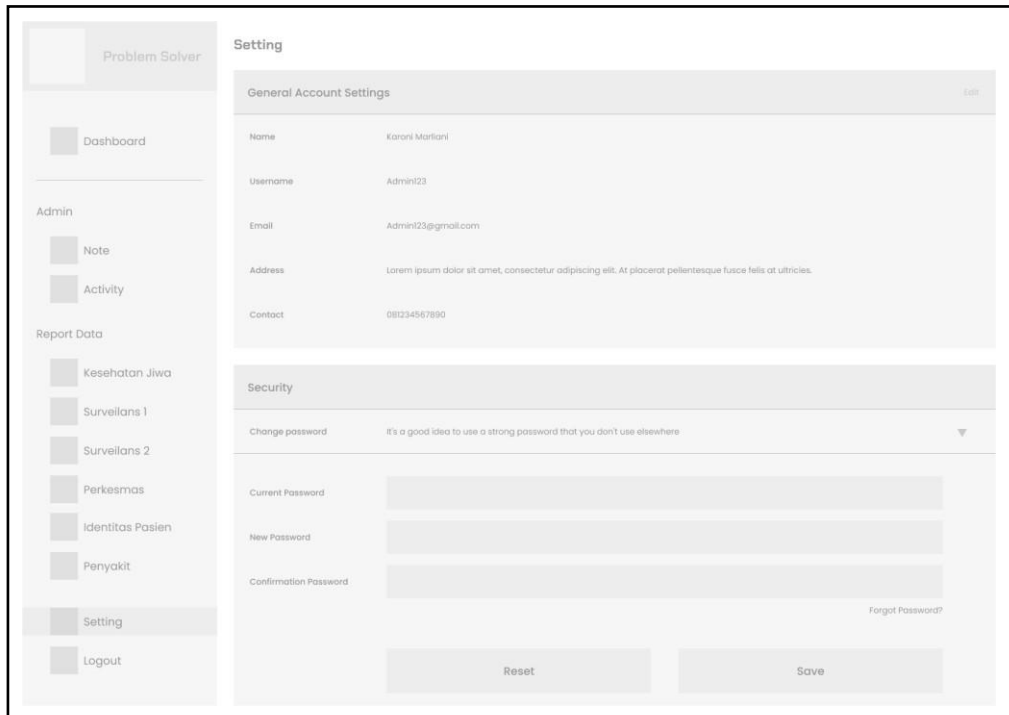 Problem Solver
Dashboard
Admin
Note
Activity
Report Data
Kesehatan Jiwa
Surveilans 1
Surveilans 2
Perkesmas
Identitas Pasien
Penyakit
Setting
Logout
Setting
General Account Settings
Edit
Name Karoni Marliani
Username Admin123
Email Admin123@gmail.com
Address Lorem ipsum dolor sit amet, consectetur adipiscing elit. At placerat pellentesque fusce felis at ultricies.
Contact 081234567890
Security
Change password It's a good idea to use a strong password that you don't use elsewhere
Current Password
New Password
Confirmation Password
Forgot Password?
Reset Save